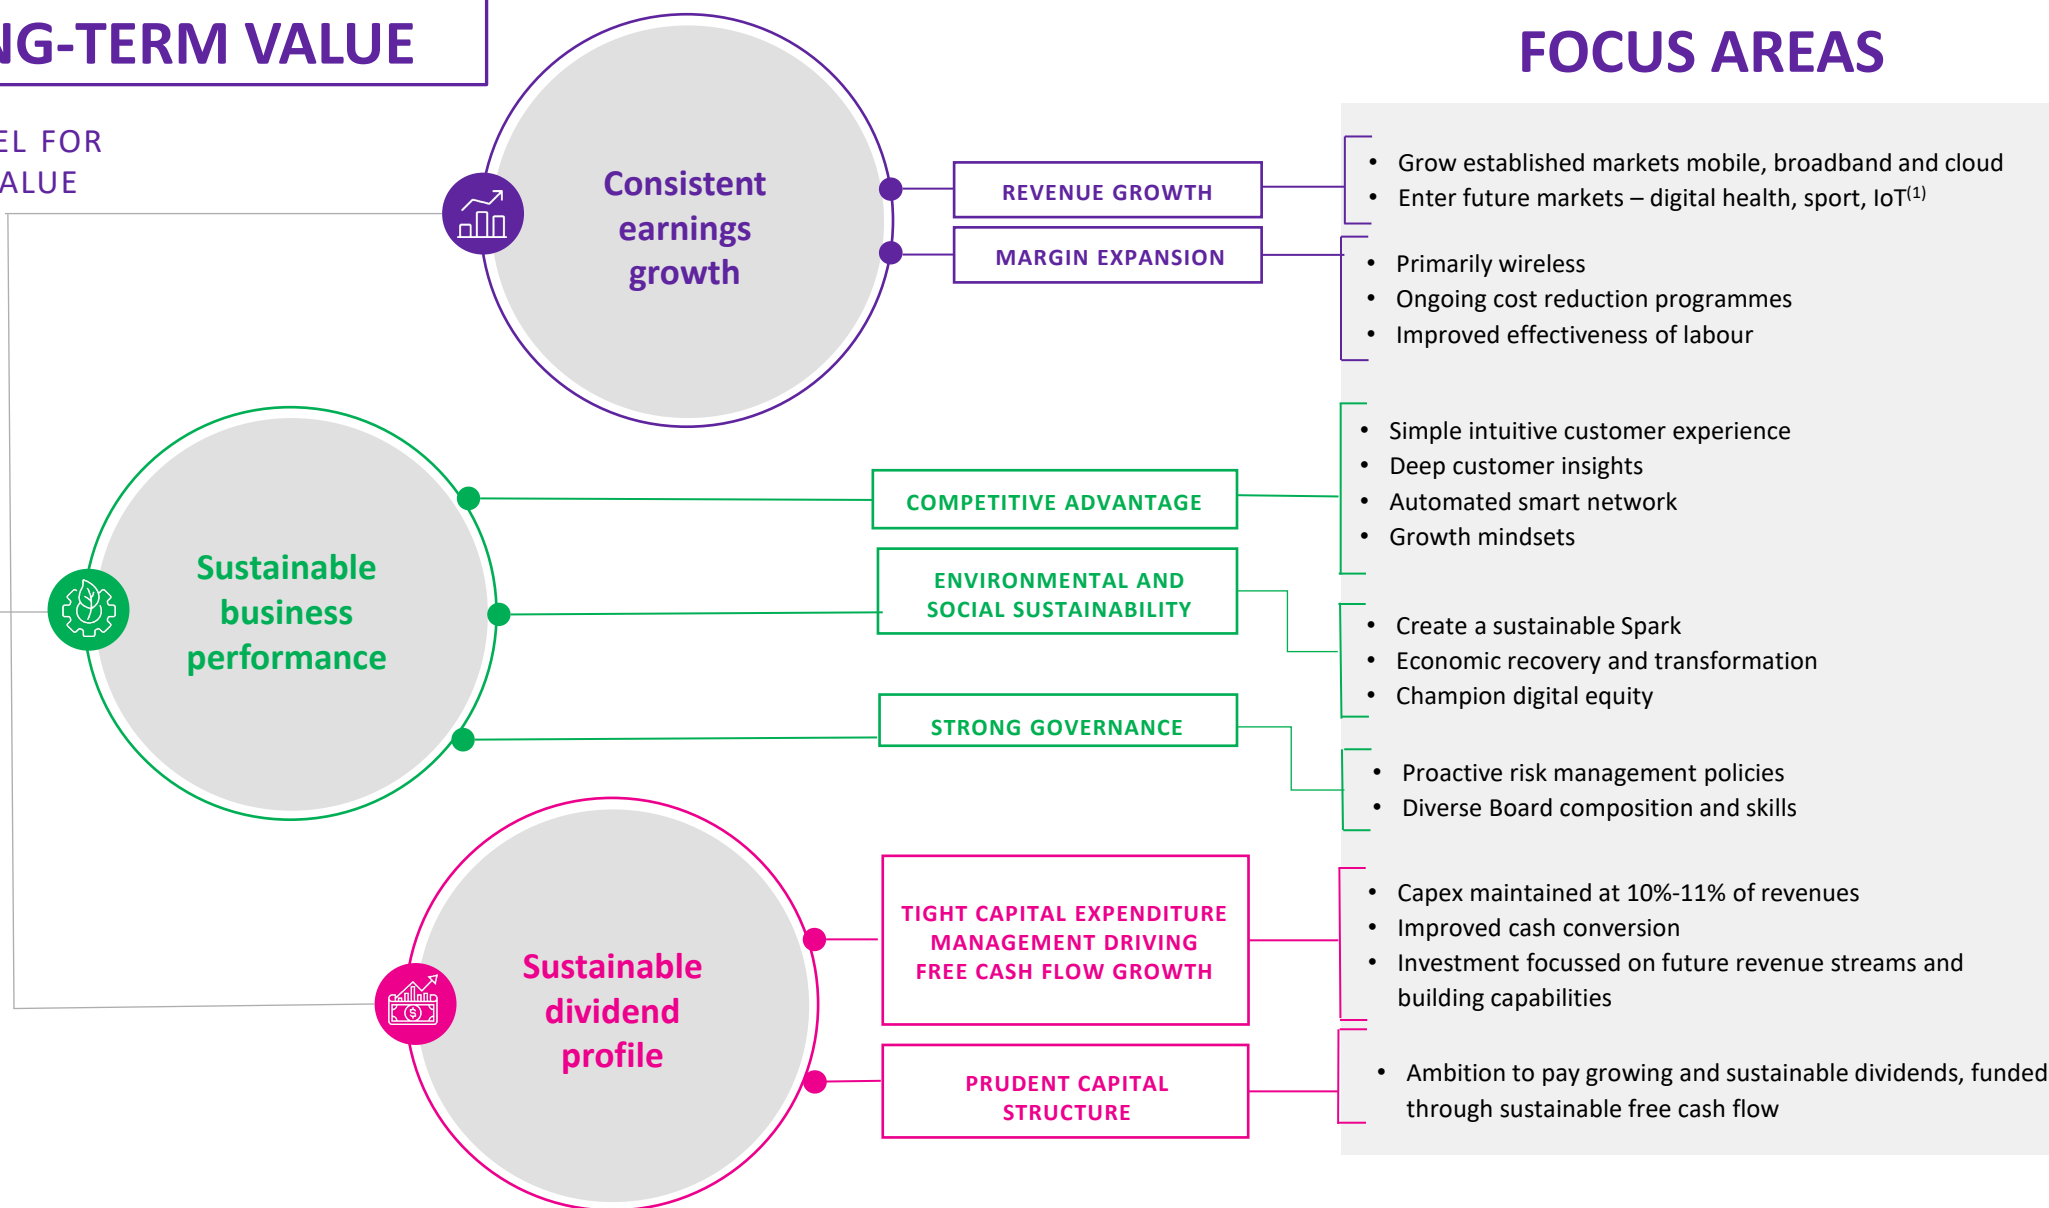 NG-TERM VALUE
EL FOR
ALUE
FOCUS AREAS
Consistent
earnings
growth
REVENUE GROWTH
• Grow established markets mobile, broadband and cloud
• Enter future markets – digital health, sport, IoT(1)
MARGIN EXPANSION
• Primarily wireless
• Ongoing cost reduction programmes
• Improved effectiveness of labour
Sustainable
business
performance
COMPETITIVE ADVANTAGE
• Simple intuitive customer experience
• Deep customer insights
• Automated smart network
• Growth mindsets
ENVIRONMENTAL AND
SOCIAL SUSTAINABILITY
• Create a sustainable Spark
• Economic recovery and transformation
• Champion digital equity
STRONG GOVERNANCE
• Proactive risk management policies
• Diverse Board composition and skills
Sustainable
dividend
profile
TIGHT CAPITAL EXPENDITURE
MANAGEMENT DRIVING
FREE CASH FLOW GROWTH
• Capex maintained at 10%-11% of revenues
• Improved cash conversion
• Investment focussed on future revenue streams and
building capabilities
PRUDENT CAPITAL
STRUCTURE
• Ambition to pay growing and sustainable dividends, funded
through sustainable free cash flow